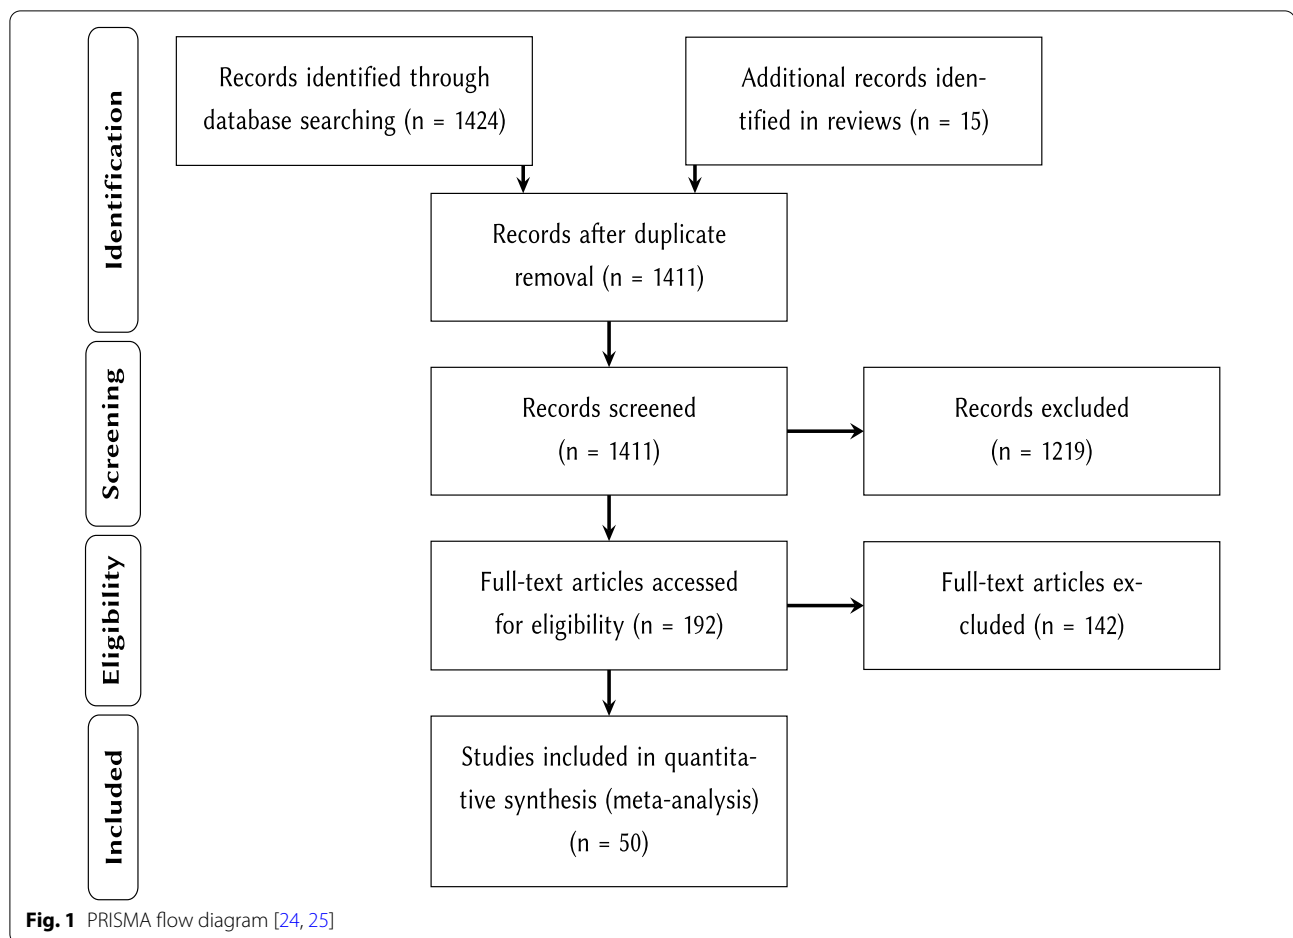 Identification
Records identified through
database searching (n = 1424)
Additional records iden-
tified in reviews (n = 15)
Records after duplicate
removal (n = 1411)
Screening
Records screened
(n = 1411)
Records excluded
(n = 1219)
Eligibility
Full-text articles accessed
for eligibility (n = 192)
Full-text articles ex-
cluded (n = 142)
Included
Studies included in quantita-
tive synthesis (meta-analysis)
(n = 50)
Fig. 1 PRISMA flow diagram [24, 25]